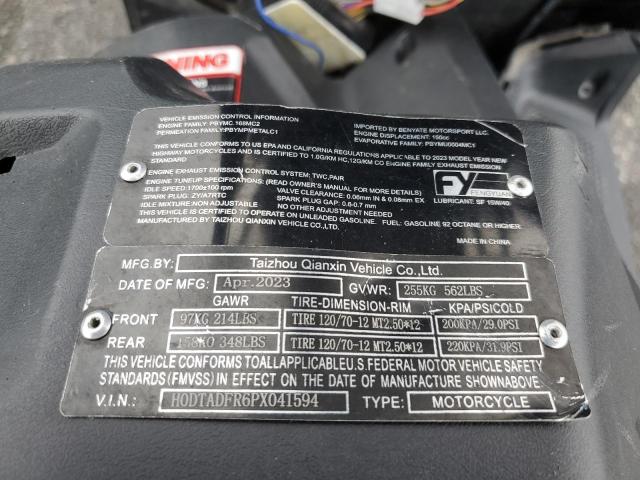 WARNING
VEHICLE EMISSION CONTROL INFORMATION
ENGINE FAMILY: PBYMC.168MC2
PERMEATION FAMILY:PBYMPMETALC1
IMPORTED BY BENYATE MOTORSPORT LLC.
ENGINE DISPLACEMENT: 150cc
EVAPORATIVE FAMILY: PBYMU0004MC1
THIS VEHICLE CONFORMS TO US EPA AND CALIFORNIA REGULATIONS APPLICABLE TO 2023 MODEL YEAR NEW
HIGHWAY MOTORCYCLES AND IS CERTIFIED TO 1.0G/KM HC,12G/KM CO ENGINE FAMILY EXHAUST EMISSION
STANDARD
ENGINE EXHAUST EMISSION CONTROL SYSTEM: TWC,PAIR
ENGINE TUNEUP SPECIFICATIONS: (READ OWNER'S MANUAL FOR MORE DETAILS)
IDLE SPEED:1700±100 rpm VALVE CLEARANCE: 0.06mm IN & 0.08mm EX
SPARK PLUG: ZY/A7RTC SPARK PLUG GAP: 0.6-0.7 mm
IDLE MIXTURE:NON ADJUSTABLE
THIS VEHICLE IS CERTIFIED TO OPERATE ON UNLEADED GASOLINE. FUEL: GASOLINE 92 OCTANE OR HIGHER.
MANUFACTURED BY TAIZHOU QIANXIN VEHICLE CO.,LTD.
FY
FENGYUAN
LUBRICANT: SF 15W/40
MADE IN CHINA
MFG.BY: Taizhou Qianxin Vehicle Co.,Ltd.
DATE OF MFG: Apr.2023 GVWR: 255KG 562LBS
GAWR TIRE-DIMENSION-RIM KPA/PSICOLD
FRONT 97KG 214LBS TIRE 120/70-12 MT2.50*12 200KPA/29.0PSI
REAR 158KG 348LBS TIRE 120/70-12 MT2.50*12 220KPA/31.9PSI
THIS VEHICLE CONFORMS TOALLAPPLICABLEU.S.FEDERAL MOTOR VEHICLE SAFETY
STANDARDS (FMVSS) IN EFFECT ON THE DATE OF MANUFACTURE SHOWNABOVE
V.I.N.: H0DTADFR6PX041594 TYPE: MOTORCYCLE